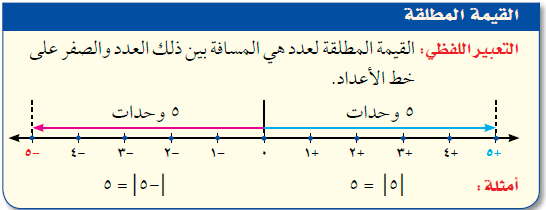 القيمة المطلقة
التعبير اللفظي: القيمة المطلقة لعدد هي المسافة بين ذلك العدد والصفر على
خط الأعداد.
٥ وحدات ٥ وحدات
−٥ −٤ −٣ −٢ −١ ٠ +١ +٢ +٣ +٤ +٥
أمثلة: |٥| = ٥ |−٥| = ٥